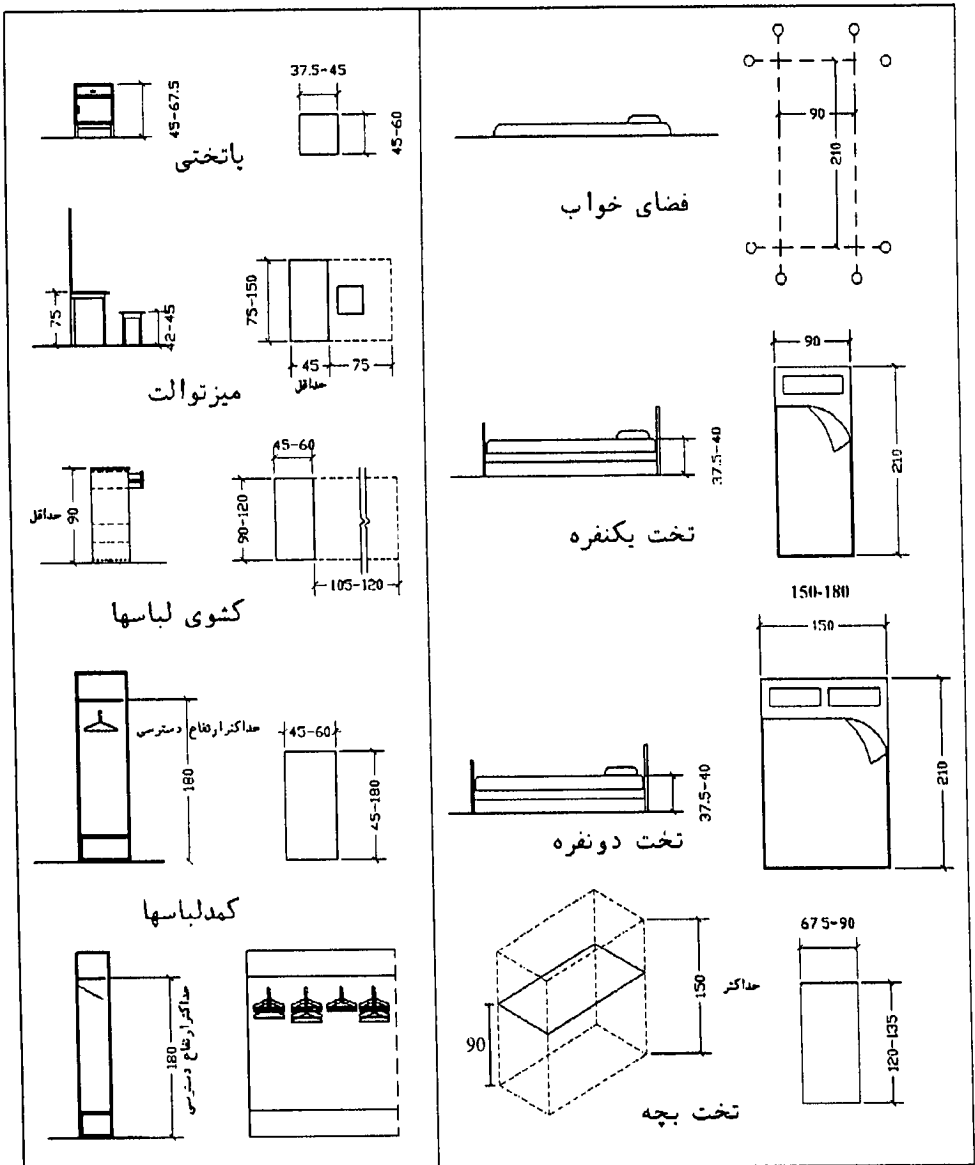 90
210
فضای خواب
90
210
37.5-40
تخت یکنفره
150-180
150
210
37.5-40
تخت دونفره
67.5-90
150
حداکثر
120-135
90
تخت بچه
37.5-45
45-67.5
45-60
پاتختی
75
42-45
75-150
45
75
حداقل
میزتوالت
45-60
حداقل
90
90-120
105-120
کشوی لباسها
حداکثر ارتفاع دسترسی
180
45-60
45-180
کمدلباسها
180
حداکثر ارتفاع دسترسی